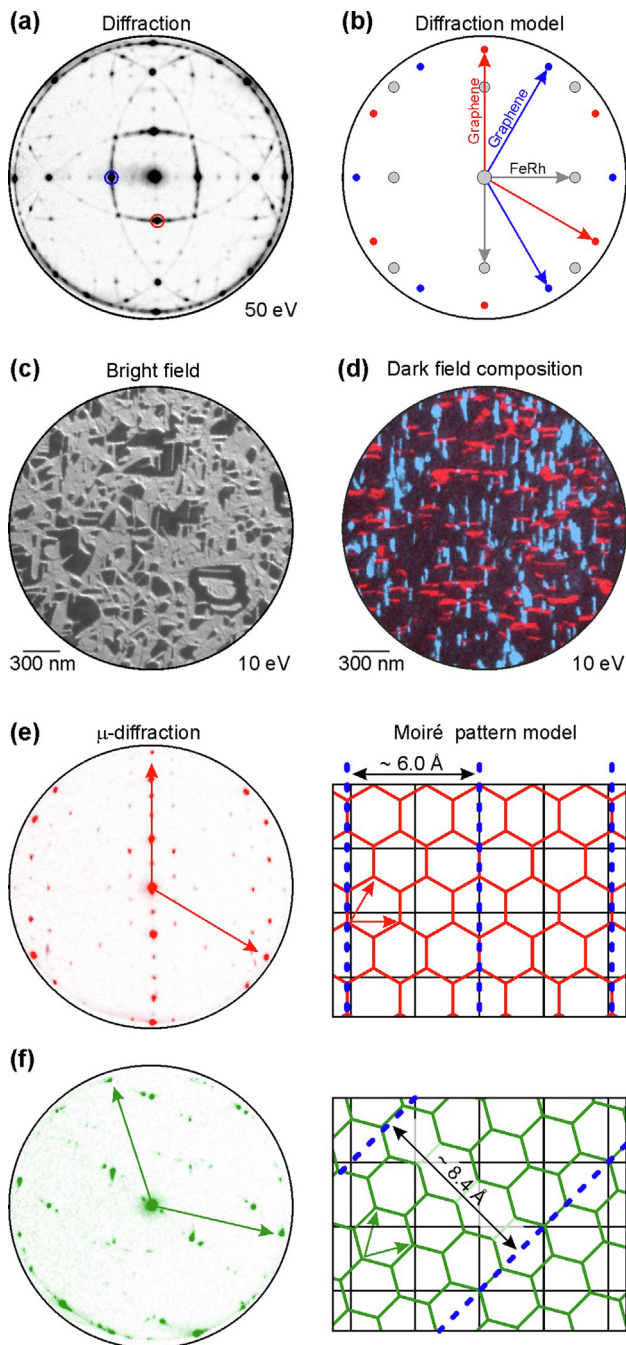 (a) Diffraction
50 eV
(b) Diffraction model
Graphene
Graphene
FeRh
(c) Bright field
300 nm 10 eV
(d) Dark field composition
300 nm 10 eV
(e) μ-diffraction
Moiré pattern model
~ 6.0 Å
(f)
~ 8.4 Å